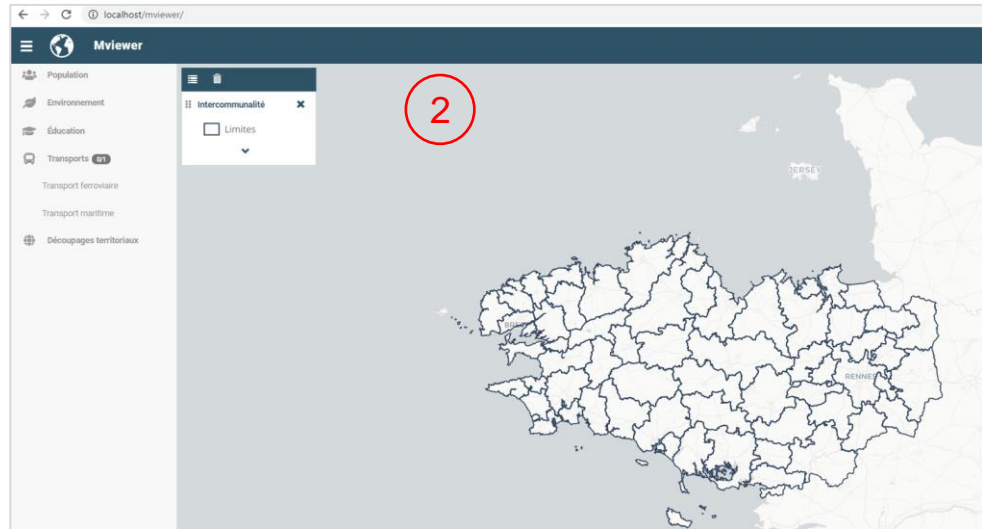 localhost/mviewer/
Mviewer
Population
Environnement
Éducation
Transports 0/1
Transport ferroviaire
Transport maritime
Découpages territoriaux
Intercommunalité
Limites
2
JERSEY
RENNES